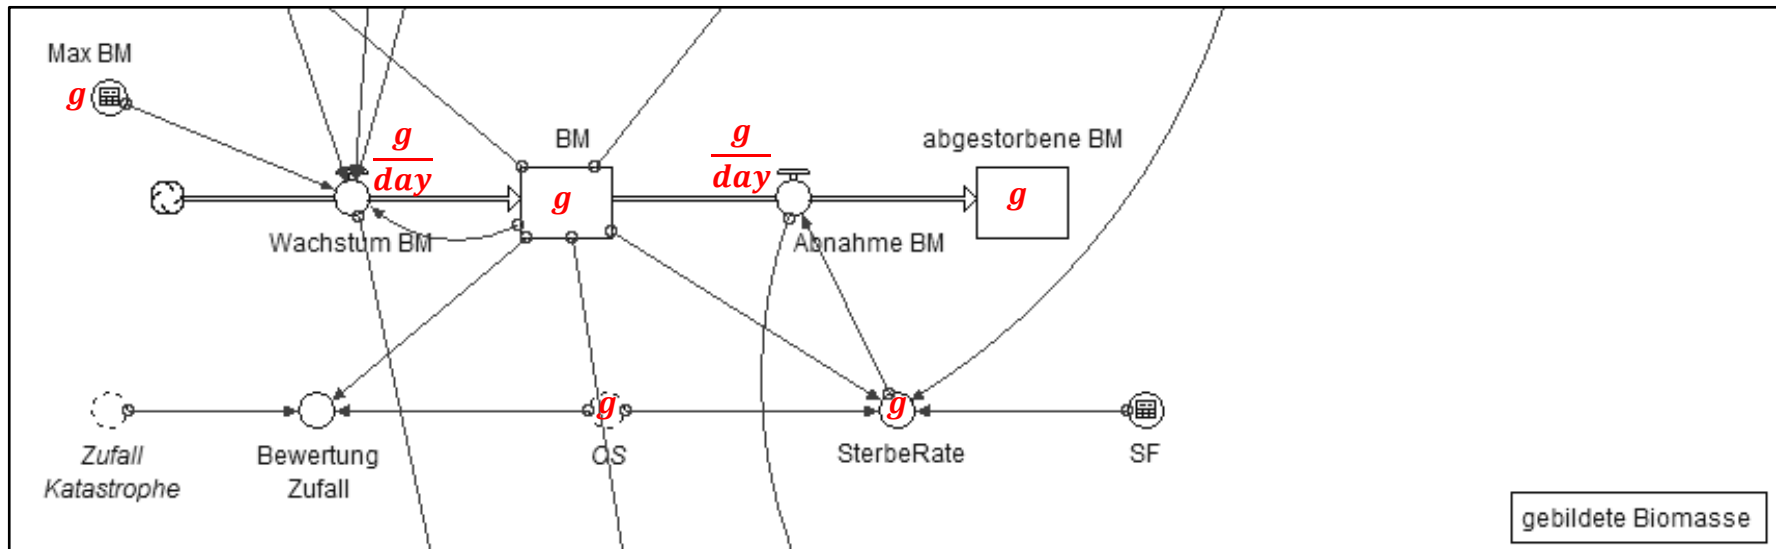 Max BM
g
g
day
BM
g
day
abgestorbene BM
g
g
Wachstum BM
Abnahme BM
g
g
Zufall
Katastrophe
Bewertung
Zufall
OS
SterbeRate
SF
gebildete Biomasse